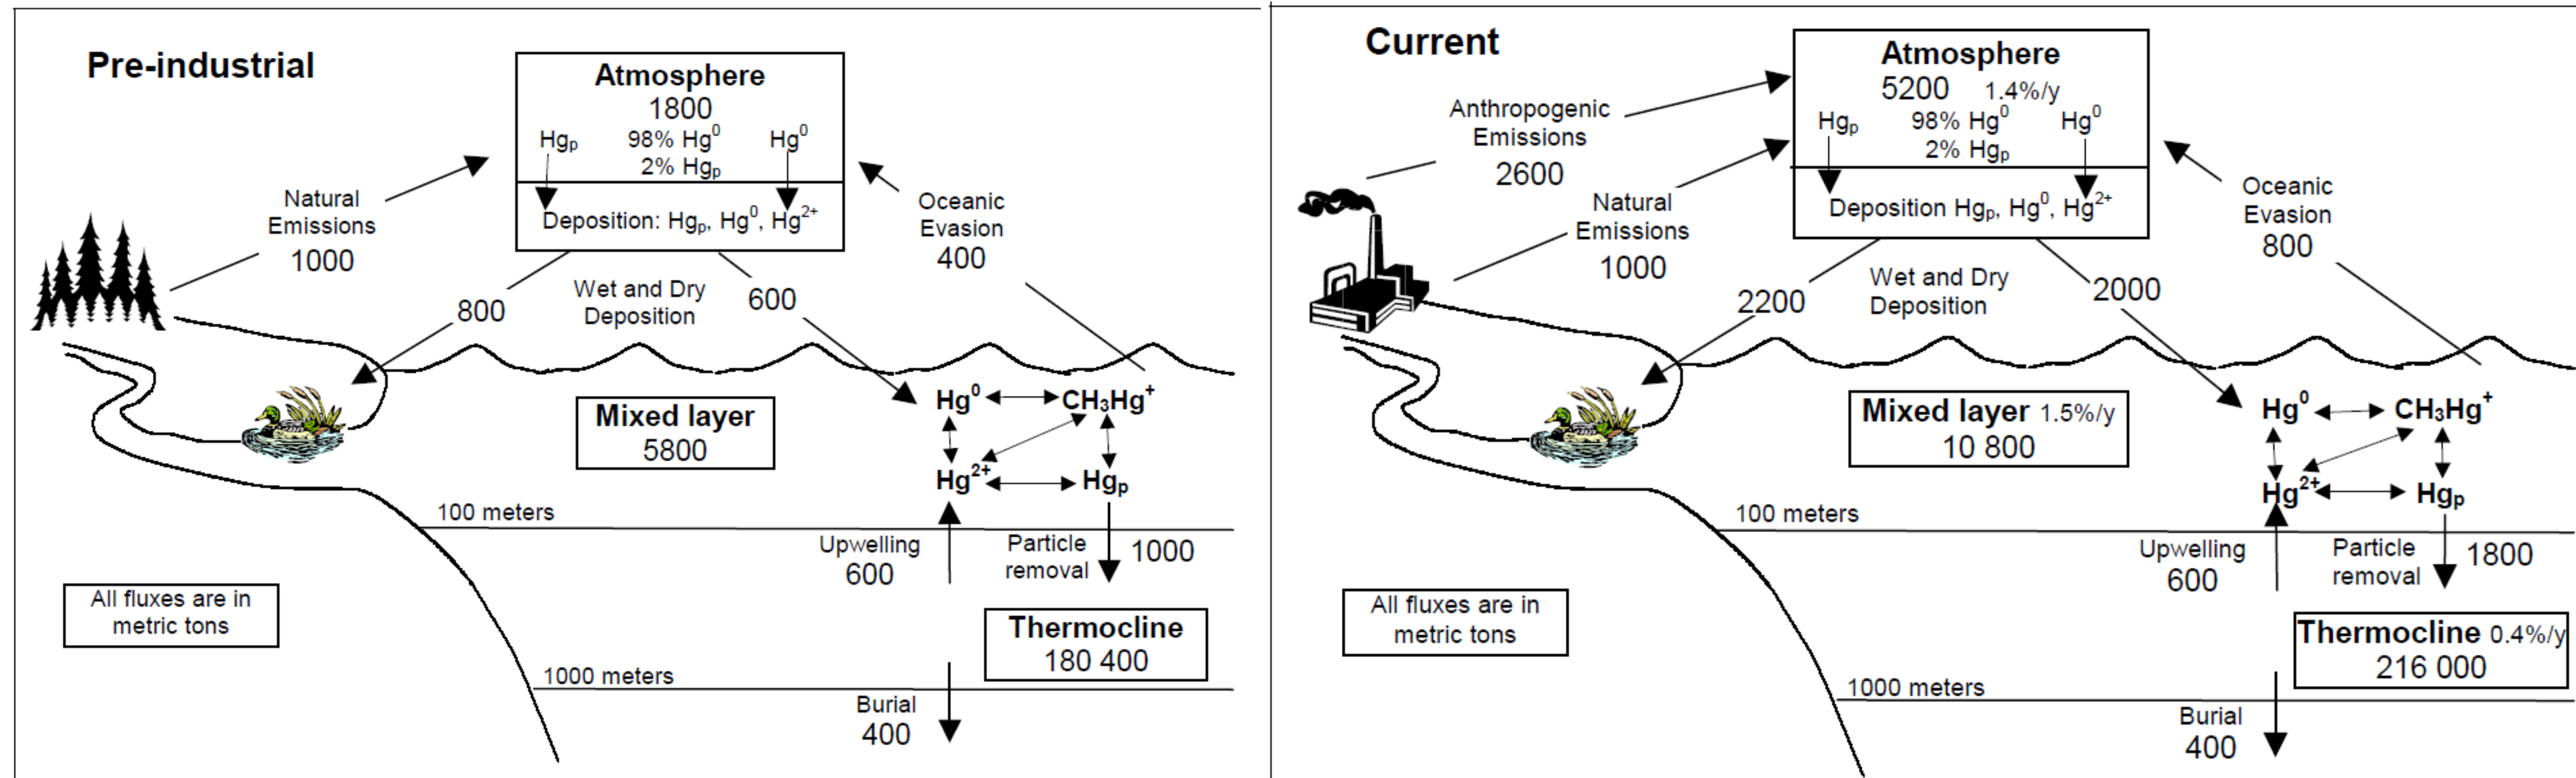 Pre-industrial
Atmosphere
1800
Hgp 98% Hg⁰ Hg⁰
2% Hgp
Deposition: Hgp, Hg⁰, Hg²⁺
Natural
Emissions
1000
Oceanic
Evasion
400
800
Wet and Dry
Deposition
600
Mixed layer
5800
Hg⁰ CH₃Hg⁺
Hg²⁺ Hgp
100 meters
Upwelling
600
Particle
removal
1000
All fluxes are in
metric tons
Thermocline
180 400
1000 meters
Burial
400
Current
Atmosphere
5200 1.4%/y
Hgp 98% Hg⁰ Hg⁰
2% Hgp
Deposition Hgp, Hg⁰, Hg²⁺
Anthropogenic
Emissions
2600
Natural
Emissions
1000
Oceanic
Evasion
800
2200
Wet and Dry
Deposition
2000
Mixed layer 1.5%/y
10 800
Hg⁰ CH₃Hg⁺
Hg²⁺ Hgp
100 meters
Upwelling
600
Particle
removal
1800
All fluxes are in
metric tons
Thermocline 0.4%/y
216 000
1000 meters
Burial
400